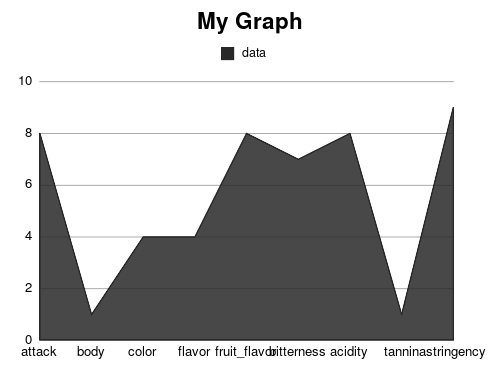 My Graph
data
10
8
6
4
2
0
attack body color flavor fruit_flavor bitterness acidity tannin astringency